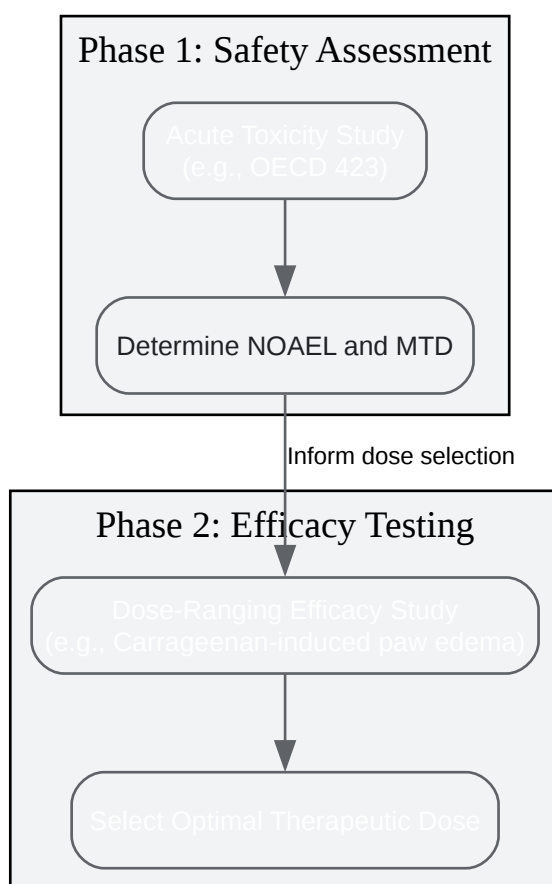 Phase 1: Safety Assessment
Acute Toxicity Study
(e.g., OECD 423)
Determine NOAEL and MTD
Inform dose selection
Phase 2: Efficacy Testing
Dose-Ranging Efficacy Study
(e.g., Carrageenan-induced paw edema)
Select Optimal Therapeutic Dose